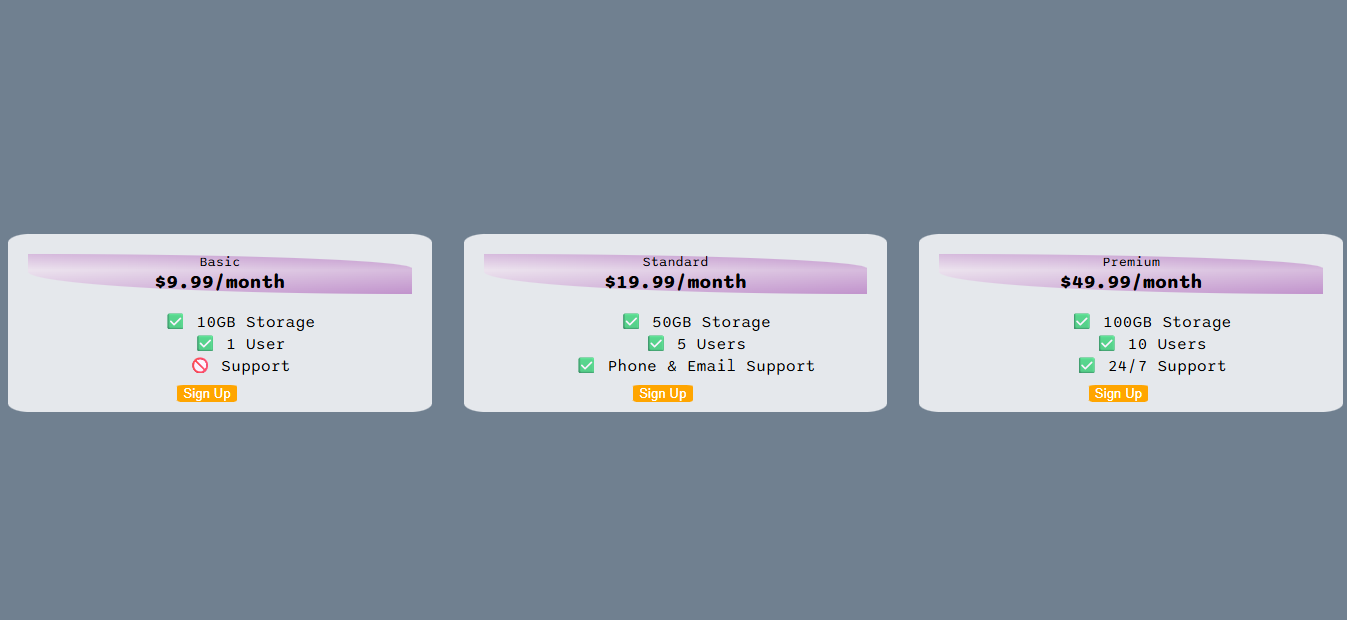 Basic
$9.99/month
✅ 10GB Storage
✅ 1 User
🚫 Support
Sign Up
Standard
$19.99/month
✅ 50GB Storage
✅ 5 Users
✅ Phone & Email Support
Sign Up
Premium
$49.99/month
✅ 100GB Storage
✅ 10 Users
✅ 24/7 Support
Sign Up